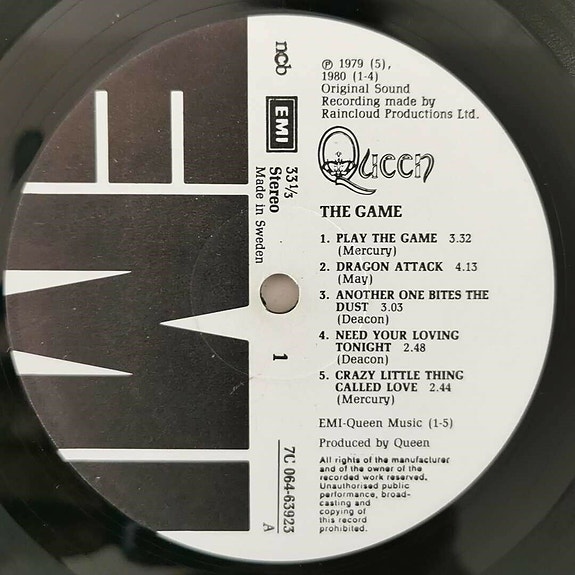 ncb
EMI
33 1/3
Stereo
Made in Sweden
1
7C 064-63923
A
EMI
℗ 1979 (5),
1980 (1-4)
Original Sound
Recording made by
Raincloud Productions Ltd.
Queen
THE GAME
1. PLAY THE GAME 3.32
(Mercury)
2. DRAGON ATTACK 4.13
(May)
3. ANOTHER ONE BITES THE
DUST 3.03
(Deacon)
4. NEED YOUR LOVING
TONIGHT 2.48
(Deacon)
5. CRAZY LITTLE THING
CALLED LOVE 2.44
(Mercury)
EMI-Queen Music (1-5)
Produced by Queen
All rights of the manufacturer
and of the owner of the
recorded work reserved.
Unauthorised public
performance, broad-
casting and
copying of
this record
prohibited.